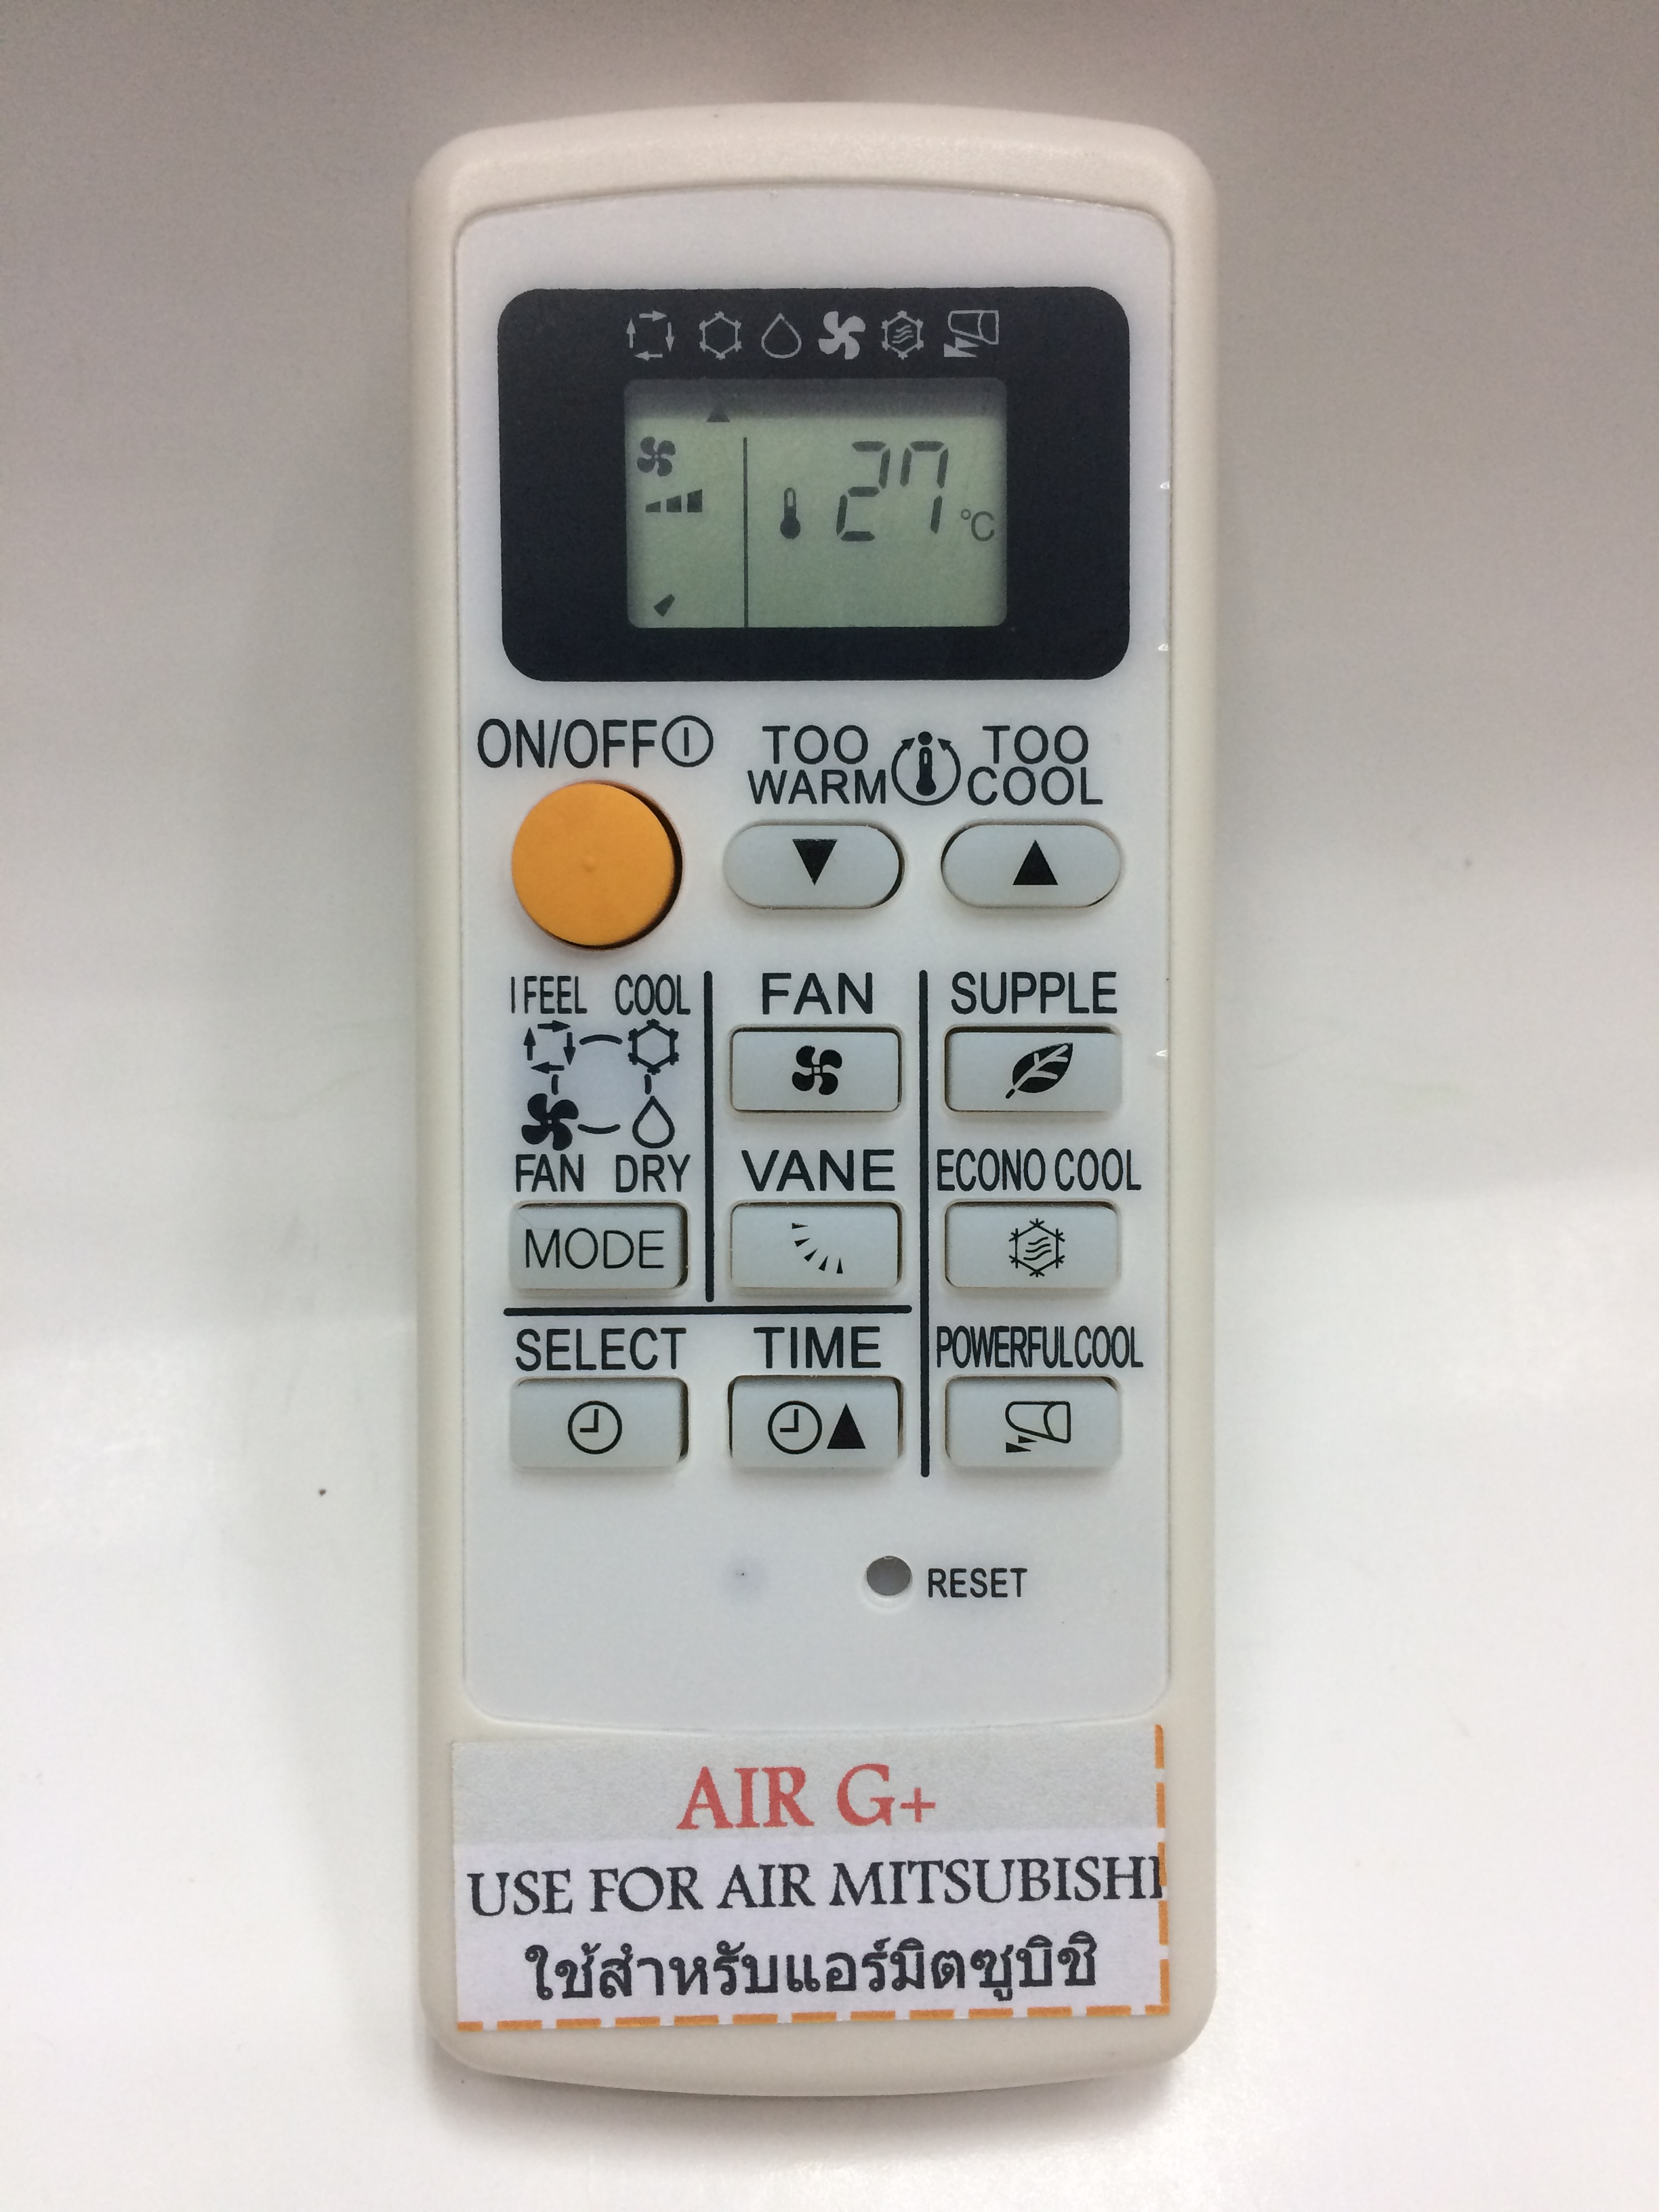 27 °C
ON/OFF
TOO WARM
TOO COOL
I FEEL COOL
FAN DRY
MODE
FAN
VANE
SUPPLE
ECONO COOL
SELECT
TIME
POWERFUL COOL
RESET
AIR G+
USE FOR AIR MITSUBISHI
ใช้สำหรับแอร์มิตซูบิชิ